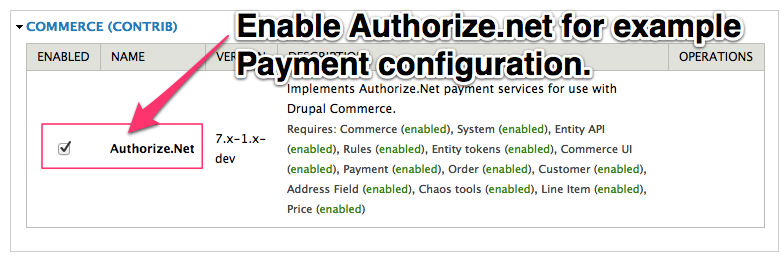 Enable Authorize.net for example
Payment configuration.
COMMERCE (CONTRIB)
ENABLED NAME OPERATIONS
Authorize.Net
7.x-1.x-
dev
Implements Authorize.Net payment services for use with
Drupal Commerce.
Requires: Commerce (enabled), System (enabled), Entity API
(enabled), Rules (enabled), Entity tokens (enabled), Commerce UI
(enabled), Payment (enabled), Order (enabled), Customer (enabled),
Address Field (enabled), Chaos tools (enabled), Line Item (enabled),
Price (enabled)